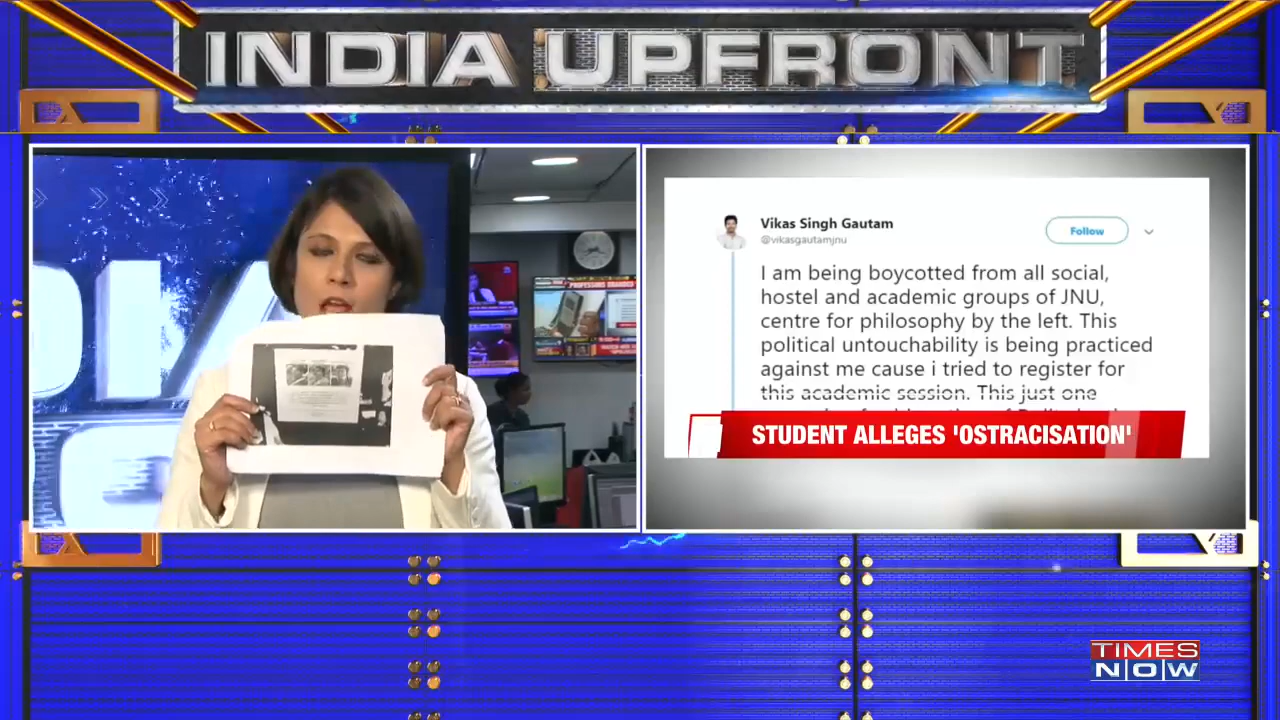 INDIA UPFRONT
Vikas Singh Gautam
@vikasgautamjnu
Follow
I am being boycotted from all social,
hostel and academic groups of JNU,
centre for philosophy by the left. This
political untouchability is being practiced
against me cause i tried to register for
this academic session. This just one
STUDENT ALLEGES 'OSTRACISATION'
TIMES
NOW